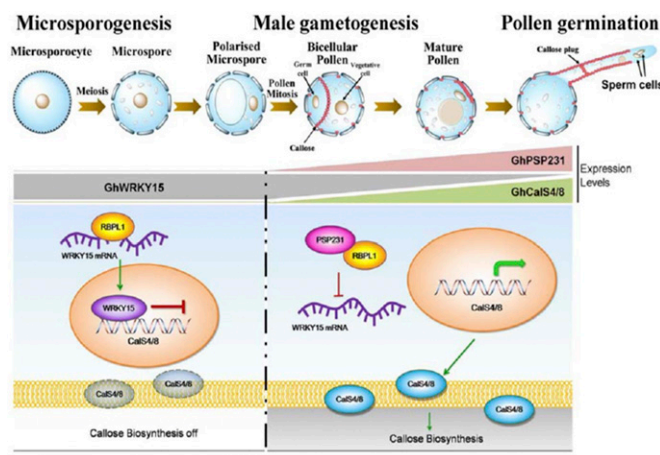 Microsporogenesis
Male gametogenesis
Pollen germination
Microsporocyte
Microspore
Polarised
Microspore
Bicellular
Pollen
Mature
Pollen
Callose plug
Sperm cells
Germ
cell
Vegetative
cell
Meiosis
Pollen
Mitosis
Callose
GhPSP231
GhWRKY15
GhCalS4/8
Expression
Levels
RBPL1
WRKY15 mRNA
WRKY15
CalS4/8
CalS4/8
CalS4/8
Callose Biosynthesis off
PSP231
RBPL1
WRKY15 mRNA
CalS4/8
CalS4/8
CalS4/8
CalS4/8
Callose Biosynthesis